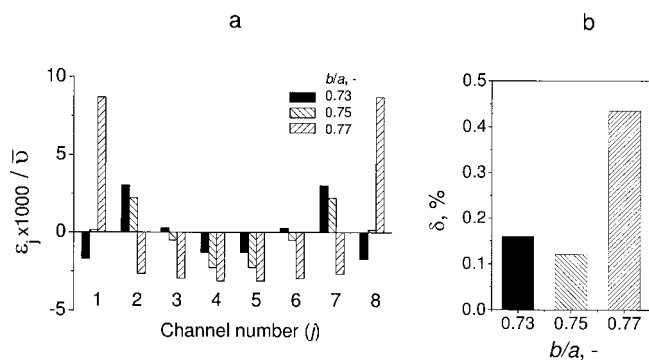 a
b
b/a, -
0.73
0.75
0.77
10
5
0
-5
εj x1000 / ῡ
1 2 3 4 5 6 7 8
Channel number (j)
0.5
0.4
0.3
0.2
0.1
0.0
δ, %
0.73 0.75 0.77
b/a, -